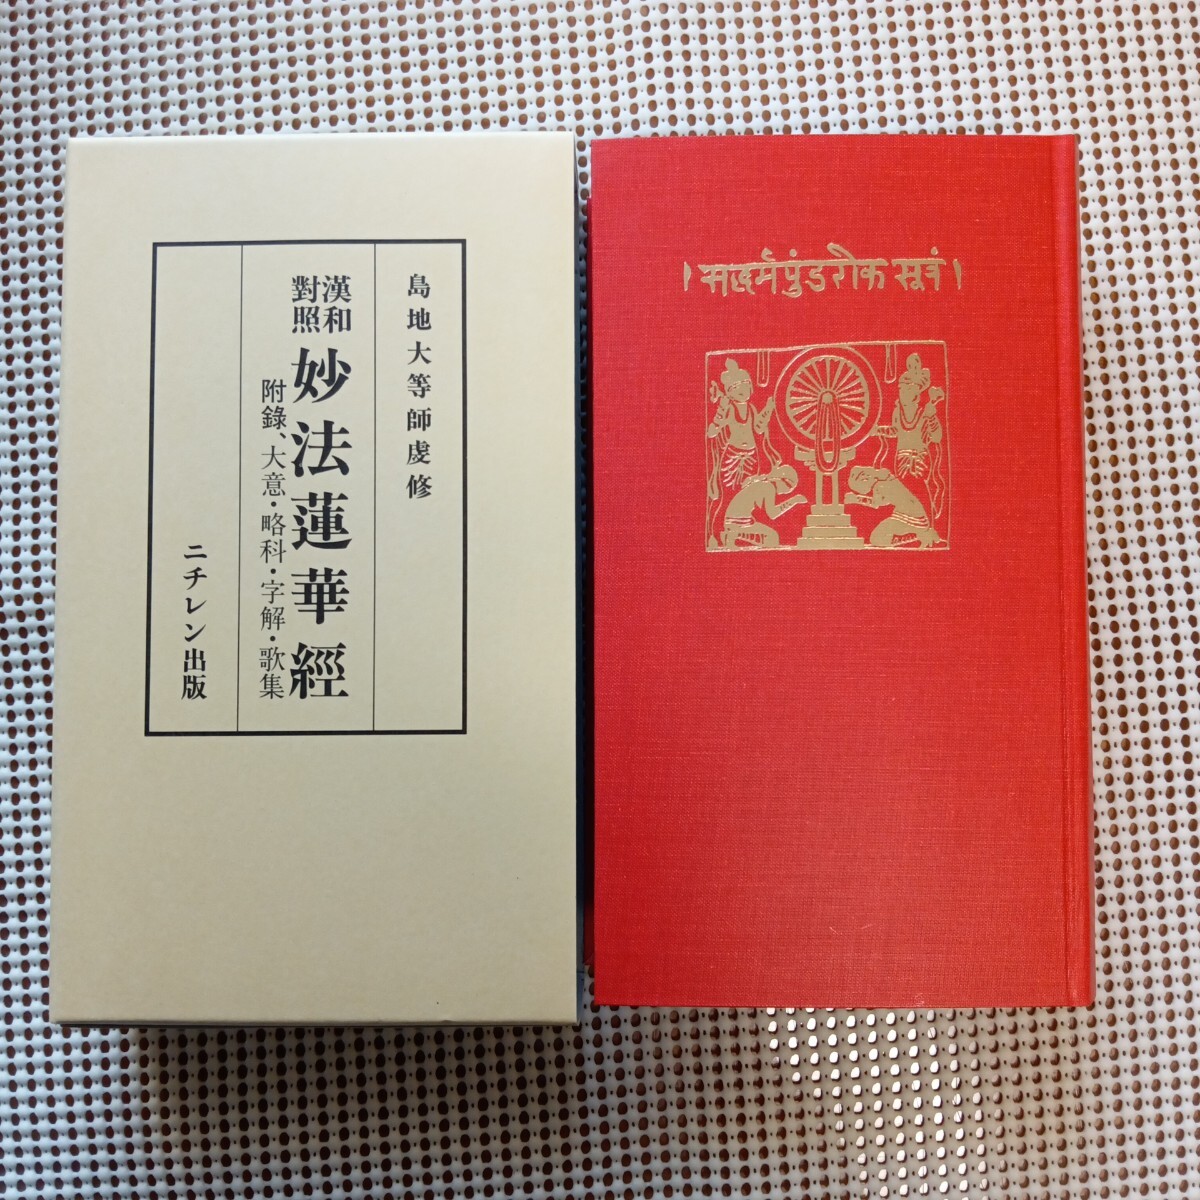 島地大等師虔修
漢和
對照
妙法蓮華經
附錄、大意・略科・字解・歌集
ニチレン出版
।सद्धर्मपुंडरीक सूत्रं।